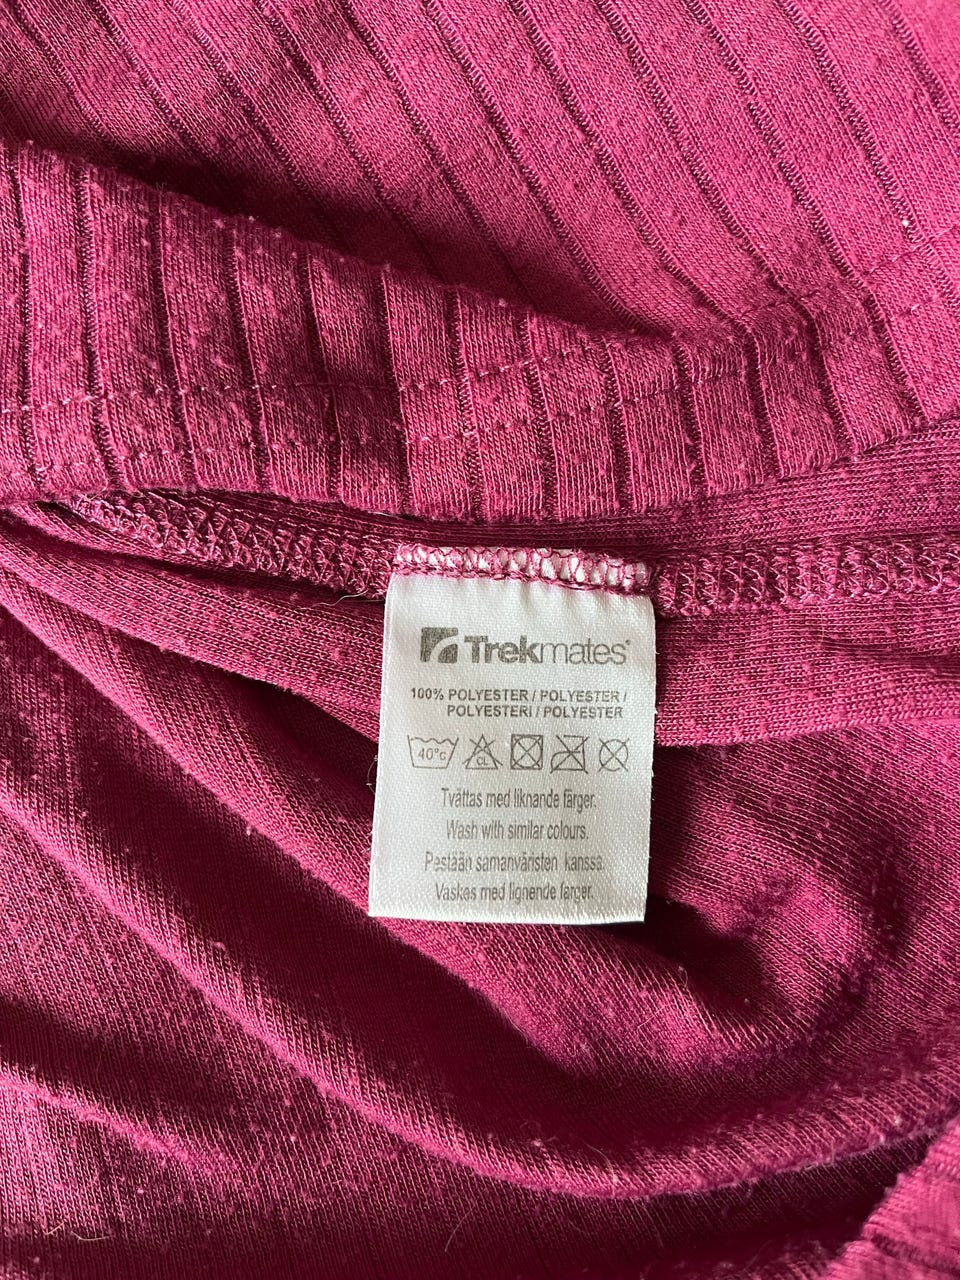 Trekmates®
100% POLYESTER / POLYESTER /
POLYESTERI / POLYESTER
40°c CL
Tvättas med liknande färger.
Wash with similar colours.
Pestään samanväristen kanssa.
Vaskes med lignende farger.